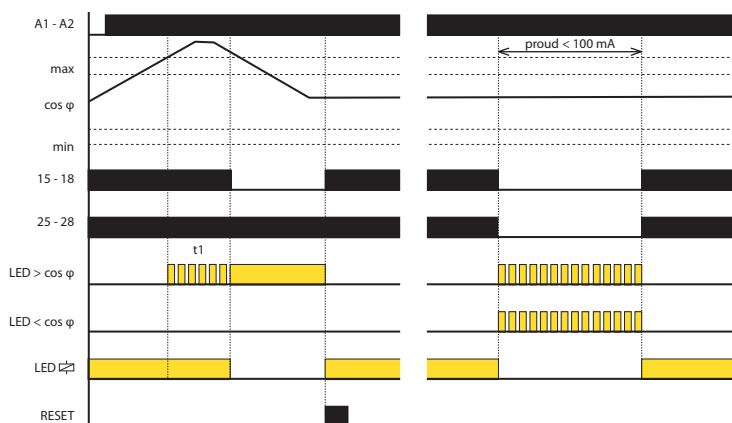 A1 - A2
proud < 100 mA
max
cos φ
min
15 - 18
25 - 28
t1
LED > cos φ
LED < cos φ
LED
RESET